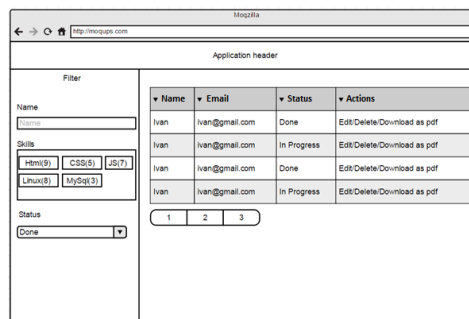 Moqzilla
http://moqups.com
Application header
Filter
Name
Name
Skills
Html(9) CSS(5) JS(7)
Linux(8) MySql(3)
Status
Done
Name Email Status Actions
Ivan ivan@gmail.com Done Edit/Delete/Download as pdf
Ivan ivan@gmail.com In Progress Edit/Delete/Download as pdf
Ivan ivan@gmail.com Done Edit/Delete/Download as pdf
Ivan ivan@gmail.com In Progress Edit/Delete/Download as pdf
1 2 3